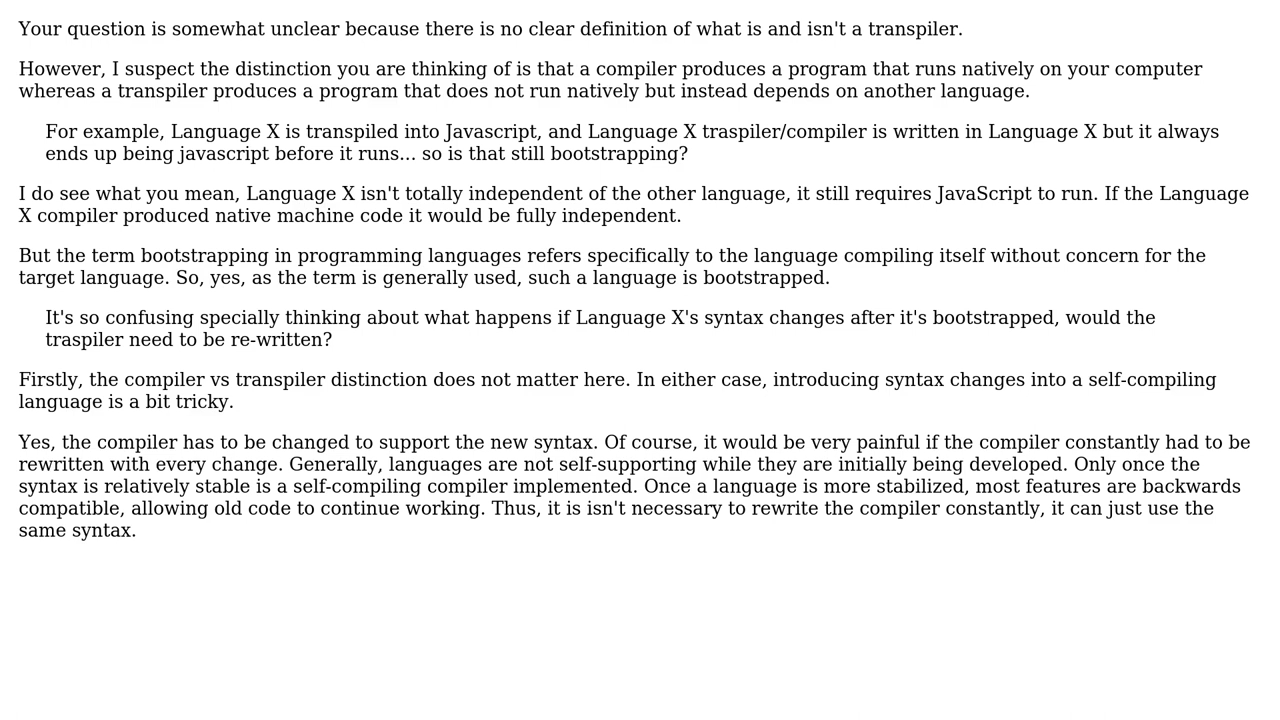 Your question is somewhat unclear because there is no clear definition of what is and isn't a transpiler.
However, I suspect the distinction you are thinking of is that a compiler produces a program that runs natively on your computer
whereas a transpiler produces a program that does not run natively but instead depends on another language.
For example, Language X is transpiled into Javascript, and Language X traspiler/compiler is written in Language X but it always
ends up being javascript before it runs... so is that still bootstrapping?
I do see what you mean, Language X isn't totally independent of the other language, it still requires JavaScript to run. If the Language
X compiler produced native machine code it would be fully independent.
But the term bootstrapping in programming languages refers specifically to the language compiling itself without concern for the
target language. So, yes, as the term is generally used, such a language is bootstrapped.
It's so confusing specially thinking about what happens if Language X's syntax changes after it's bootstrapped, would the
traspiler need to be re-written?
Firstly, the compiler vs transpiler distinction does not matter here. In either case, introducing syntax changes into a self-compiling
language is a bit tricky.
Yes, the compiler has to be changed to support the new syntax. Of course, it would be very painful if the compiler constantly had to be
rewritten with every change. Generally, languages are not self-supporting while they are initially being developed. Only once the
syntax is relatively stable is a self-compiling compiler implemented. Once a language is more stabilized, most features are backwards
compatible, allowing old code to continue working. Thus, it is isn't necessary to rewrite the compiler constantly, it can just use the
same syntax.